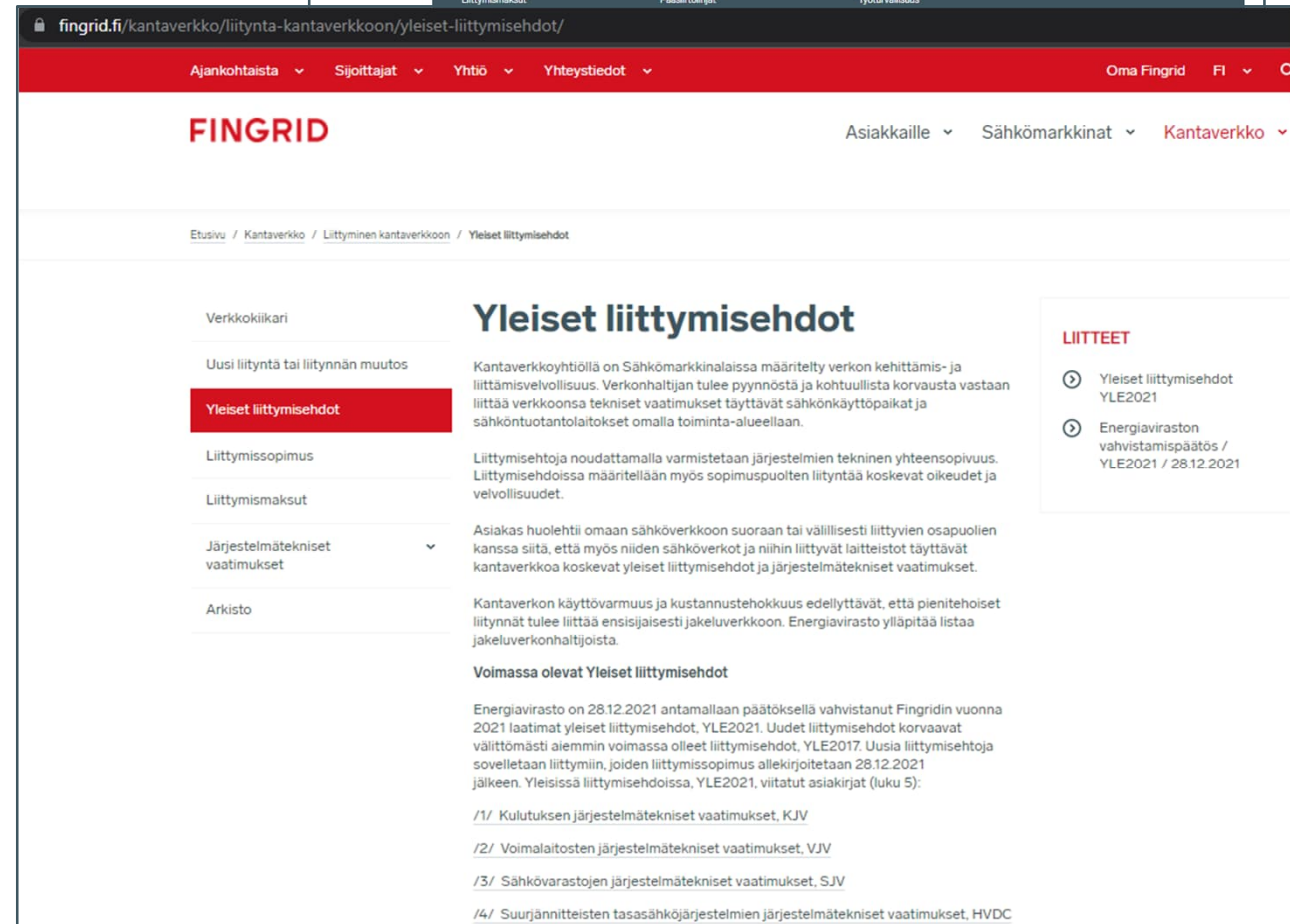 Liittymismaksut Päässiirtolinjat Työturvallisuus
fingrid.fi/kantaverkko/liitynta-kantaverkkoon/yleiset-liittymisehdot/
Ajankohtaista Sijoittajat Yhtiö Yhteystiedot Oma Fingrid FI
FINGRID
Asiakkaille Sähkömarkkinat Kantaverkko
Etusivu / Kantaverkko / Liittyminen kantaverkkoon / Yleiset liittymisehdot
Verkkokiikari
Uusi liityntä tai liitynnän muutos
Yleiset liittymisehdot
Liittymissopimus
Liittymismaksut
Järjestelmätekniset
vaatimukset
Arkisto
Yleiset liittymisehdot
Kantaverkkoyhtiöllä on Sähkömarkkinalaissa määritelty verkon kehittämis- ja
liittämisvelvollisuus. Verkonhaltijan tulee pyynnöstä ja kohtuullista korvausta vastaan
liittää verkkoonsa tekniset vaatimukset täyttävät sähkönkäyttöpaikat ja
sähköntuotantolaitokset omalla toiminta-alueellaan.
Liittymisehtoja noudattamalla varmistetaan järjestelmien tekninen yhteensopivuus.
Liittymisehdoissa määritellään myös sopimuspuolten liityntää koskevat oikeudet ja
velvollisuudet.
Asiakas huolehtii omaan sähköverkkoon suoraan tai välillisesti liittyvien osapuolien
kanssa siitä, että myös niiden sähköverkot ja niihin liittyvät laitteistot täyttävät
kantaverkkoa koskevat yleiset liittymisehdot ja järjestelmätekniset vaatimukset.
Kantaverkon käyttövarmuus ja kustannustehokkuus edellyttävät, että pienitehoiset
liitynnät tulee liittää ensisijaisesti jakeluverkkoon. Energiavirasto ylläpitää listaa
jakeluverkonhaltijoista.
Voimassa olevat Yleiset liittymisehdot
Energiavirasto on 28.12.2021 antamallaan päätöksellä vahvistanut Fingridin vuonna
2021 laatimat yleiset liittymisehdot, YLE2021. Uudet liittymisehdot korvaavat
välittömästi aiemmin voimassa olleet liittymisehdot, YLE2017. Uusia liittymisehtoja
sovelletaan liittymiin, joiden liittymissopimus allekirjoitetaan 28.12.2021
jälkeen. Yleisissä liittymisehdoissa, YLE2021, viitatut asiakirjat (luku 5):
/1/ Kulutuksen järjestelmätekniset vaatimukset, KJV
/2/ Voimalaitosten järjestelmätekniset vaatimukset, VJV
/3/ Sähkövarastojen järjestelmätekniset vaatimukset, SJV
/4/ Suurjännitteisten tasasähköjärjestelmien järjestelmätekniset vaatimukset, HVDC
LIITTEET
Yleiset liittymisehdot
YLE2021
Energiaviraston
vahvistamispäätös /
YLE2021 / 28.12.2021